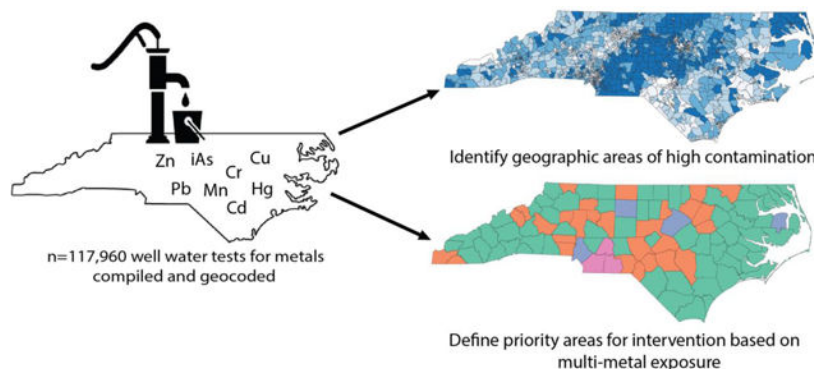 Zn iAs Cu
Cr
Pb Mn Hg
Cd
n=117,960 well water tests for metals
compiled and geocoded
Identify geographic areas of high contamination
Define priority areas for intervention based on
multi-metal exposure